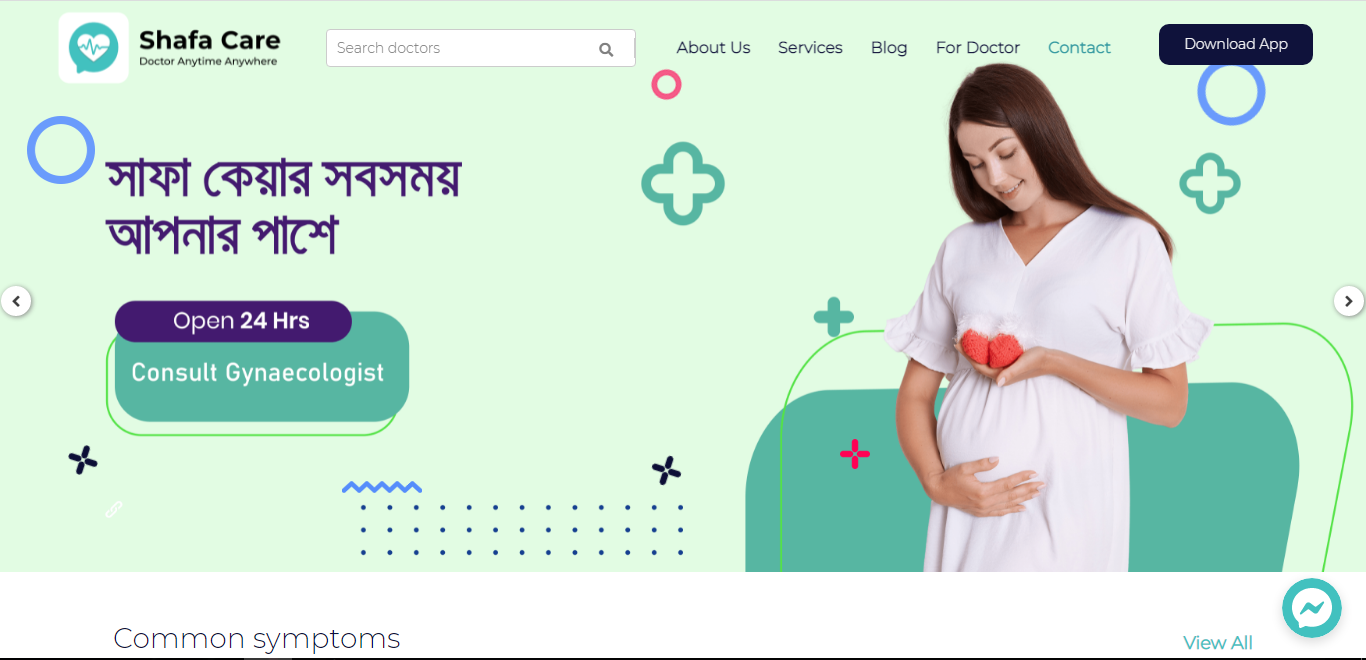 Shafa Care
Doctor Anytime Anywhere
Search doctors
About Us
Services
Blog
For Doctor
Contact
Download App
সাফা কেয়ার সবসময়
আপনার পাশে
Open 24 Hrs
Consult Gynaecologist
Common symptoms
View All